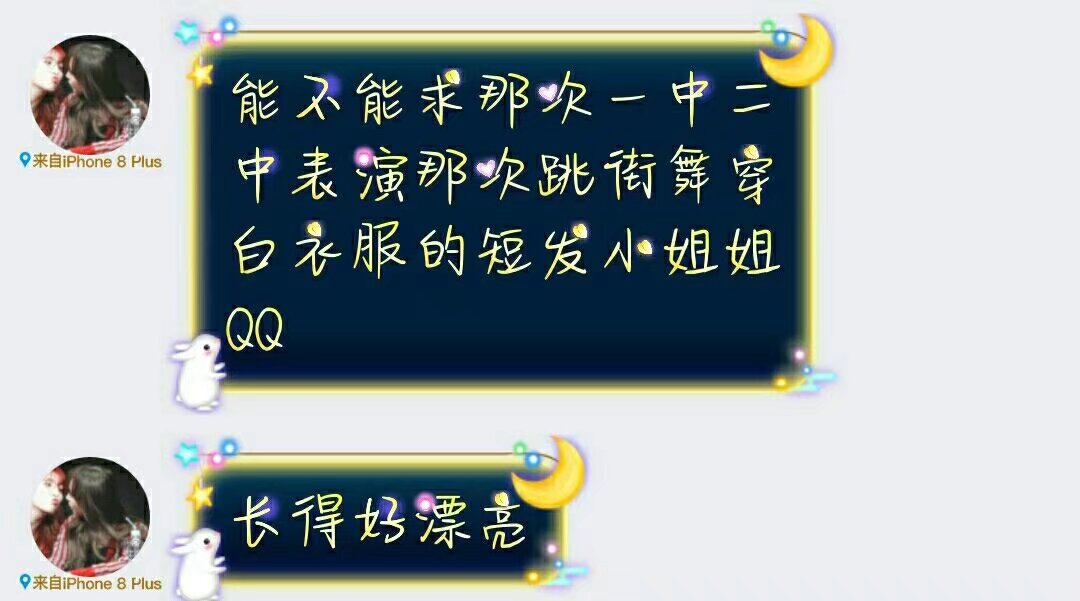 能不能求那次一中二
中表演那次跳街舞穿
白衣服的短发小姐姐
QQ
来自iPhone 8 Plus
长得好漂亮
来自iPhone 8 Plus